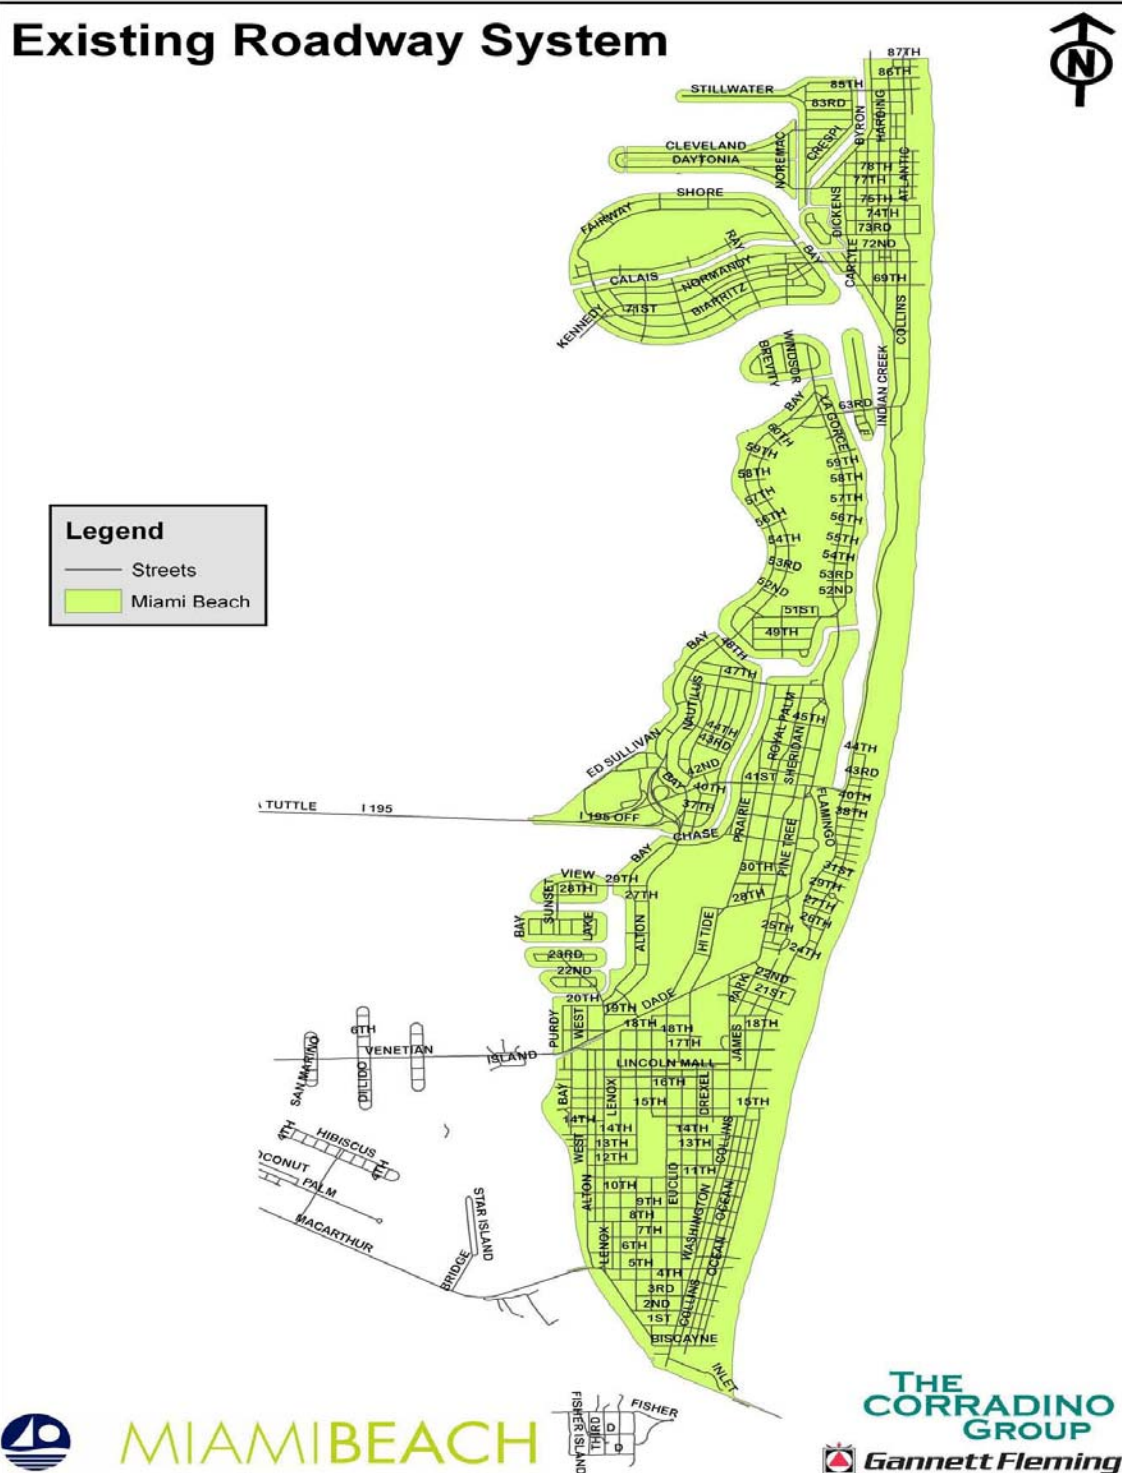 Existing Roadway System
N
87TH
86TH
STILLWATER
85TH
83RD
BYRON
HARDING
CRESPI
CLEVELAND
DAYTONIA
NOREMAC
78TH
77TH
ATLANTIC
SHORE
75TH
74TH
73RD
DICKENS
FAIRWAY
RAY
BAY
72ND
CARLYLE
69TH
CALAIS
NORMANDY
BIARRITZ
71ST
KENNEDY
COLLINS
WINDSOR
BREVITY
INDIAN CREEK
BAY
LA GORCE
63RD
60TH
59TH
59TH
58TH
58TH
57TH
57TH
56TH
56TH
54TH
55TH
54TH
53RD
53RD
52ND
52ND
51ST
49TH
Legend
Streets
Miami Beach
BAY
48TH
47TH
NAUTILUS
ROYAL PALM
45TH
44TH
43RD
SHERIDAN
44TH
ED SULLIVAN
42ND
43RD
BAY
41ST
40TH
40TH
37TH
38TH
A TUTTLE
I 195
I 195 OFF
CHASE
PRAIRIE
FLAMINGO
PINE TREE
BAY
VIEW
29TH
28TH
27TH
30TH
31ST
29TH
28TH
27TH
26TH
SUNSET
BAY
LAKE
ALTON
HI TIDE
25TH
24TH
23RD
22ND
22ND
21ST
PARK
20TH
19TH
DADE
PURDY
WEST
18TH
18TH
18TH
17TH
JAMES
6TH
VENETIAN
ISLAND
SAN MARINO
DI LIDO
LINCOLN MALL
16TH
BAY
LENOX
15TH
DREXEL
15TH
14TH
14TH
14TH
13TH
13TH
12TH
WEST
COLLINS
4TH
HIBISCUS
4TH
OCONUT
PALM
11TH
EUCLID
10TH
9TH
8TH
ALTON
OCEAN
WASHINGTON
STAR ISLAND
MACARTHUR
BRIDGE
7TH
LENOX
6TH
5TH
4TH
OCEAN
3RD
2ND
1ST
COLLINS
BISCAYNE
INLET
FISHER
FISHER ISLAND
THIRD
D
D
MIAMIBEACH
THE
CORRADINO
GROUP
Gannett Fleming